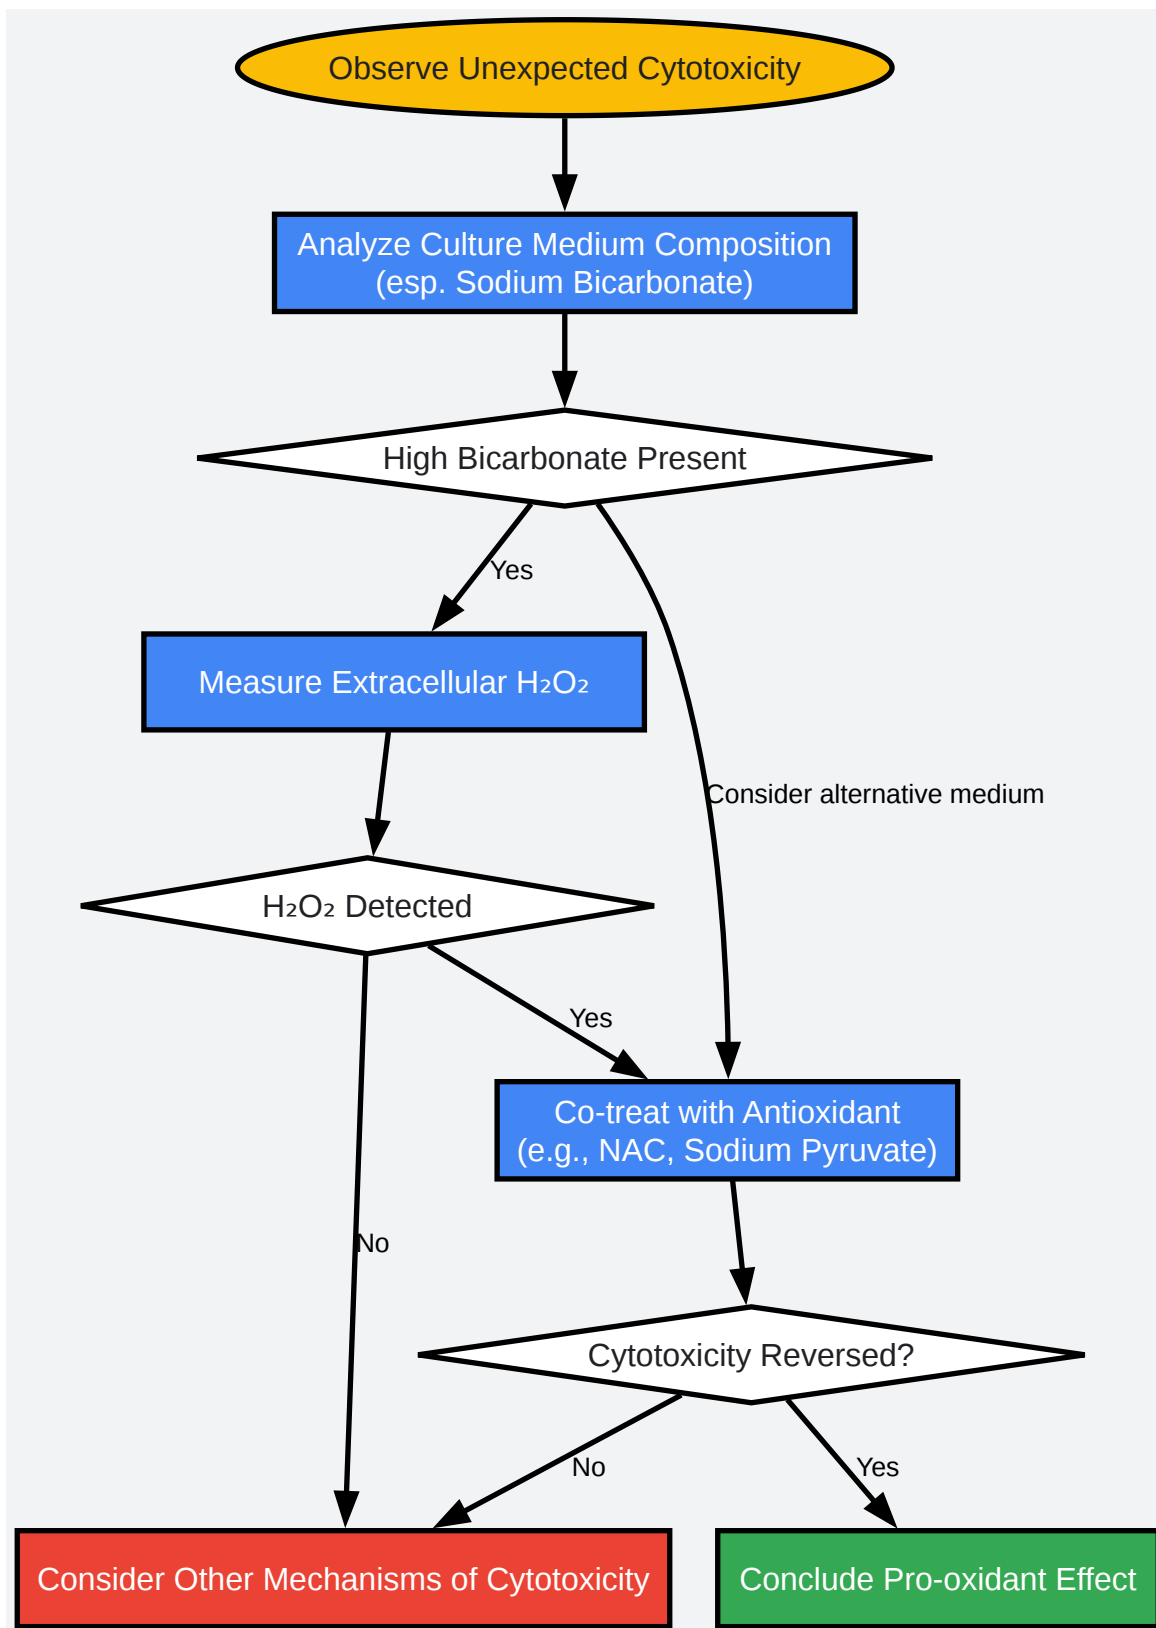 Observe Unexpected Cytotoxicity
Analyze Culture Medium Composition
(esp. Sodium Bicarbonate)
High Bicarbonate Present
Yes
Measure Extracellular H₂O₂
Consider alternative medium
H₂O₂ Detected
Yes
Co-treat with Antioxidant
(e.g., NAC, Sodium Pyruvate)
No
Cytotoxicity Reversed?
No
Yes
Consider Other Mechanisms of Cytotoxicity
Conclude Pro-oxidant Effect